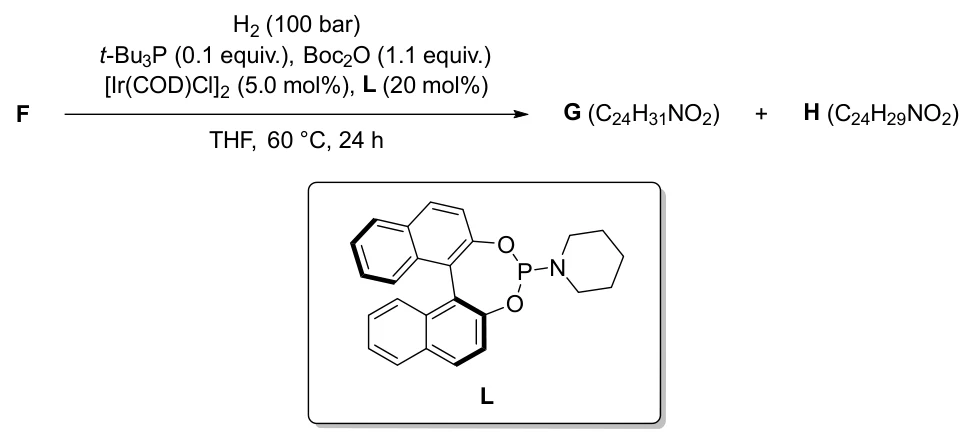 H₂ (100 bar)
t-Bu₃P (0.1 equiv.), Boc₂O (1.1 equiv.)
[Ir(COD)Cl]₂ (5.0 mol%), L (20 mol%)
F
G (C₂₄H₃₁NO₂) + H (C₂₄H₂₉NO₂)
THF, 60 °C, 24 h
O
P N
O
L